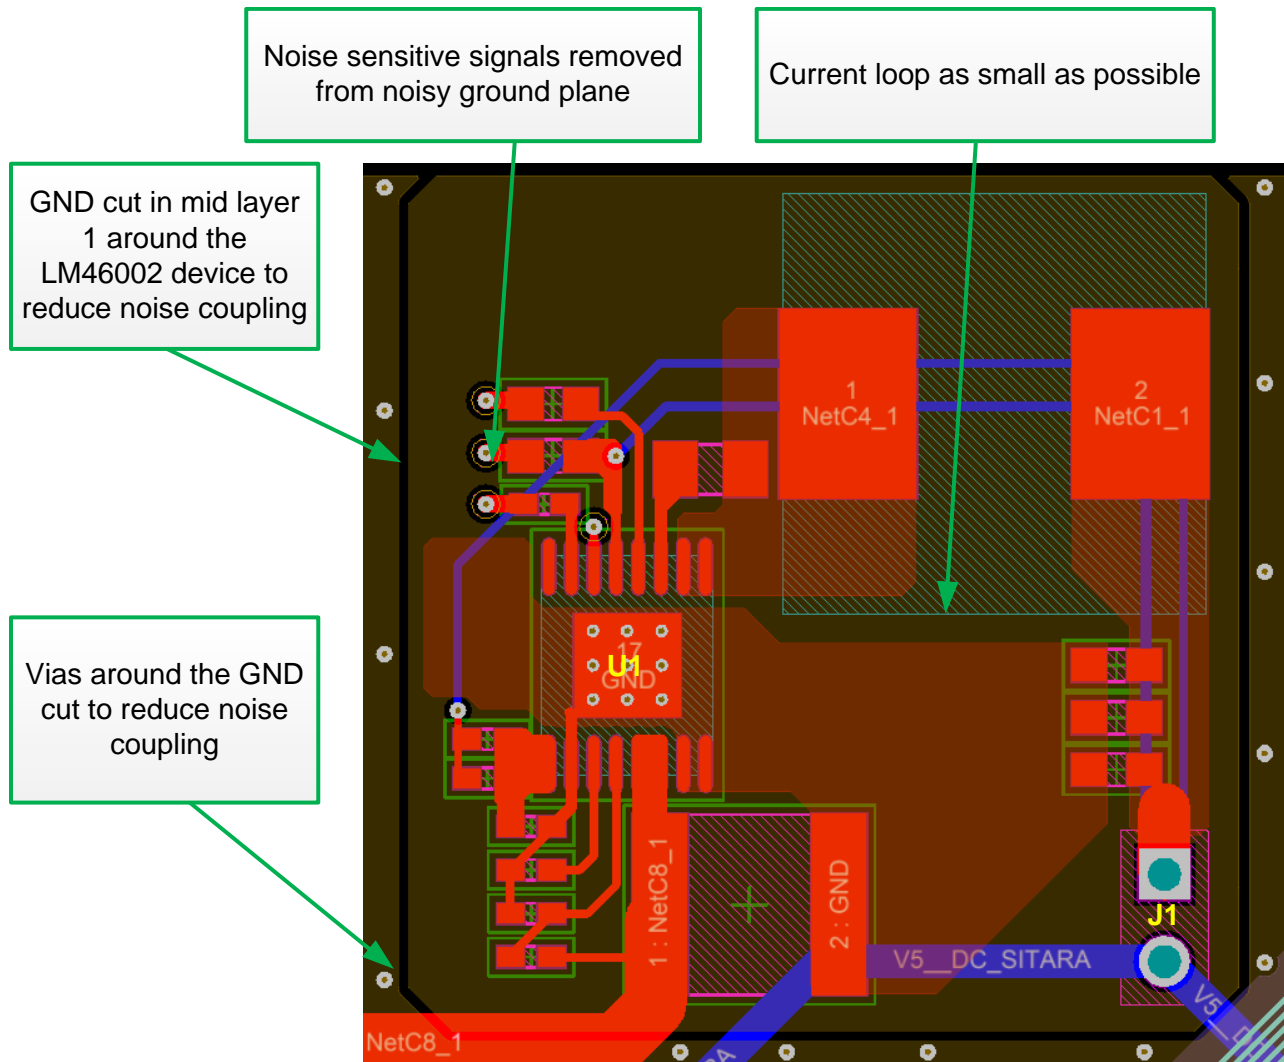 Noise sensitive signals removed
from noisy ground plane
Current loop as small as possible
GND cut in mid layer
1 around the
LM46002 device to
reduce noise coupling
1
NetC4_1
2
NetC1_1
17
GND
U1
Vias around the GND
cut to reduce noise
coupling
1 : NetC8_1
2 : GND
J1
V5__DC_SITARA
V5__D
RA
NetC8_1